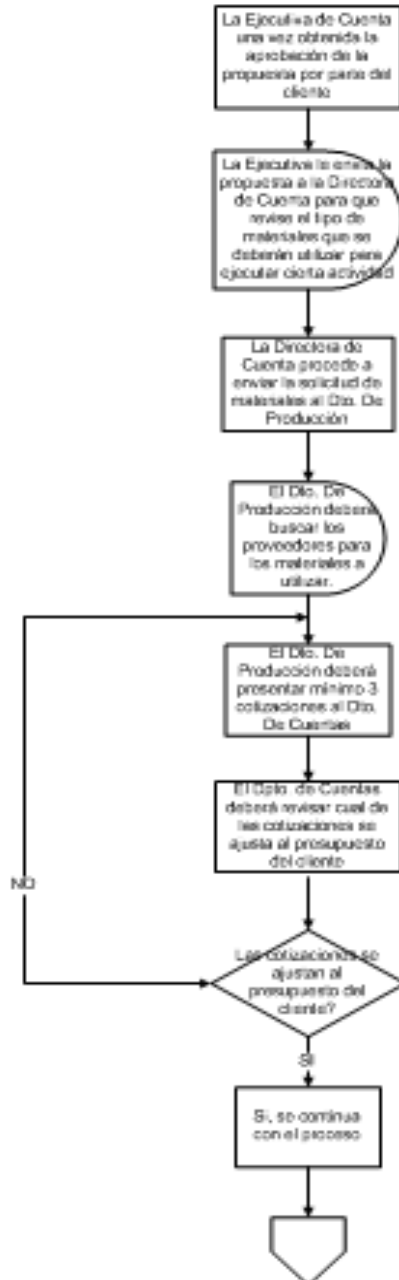 La Ejecutiva de Cuenta
una vez obtenida la
aprobación de la
propuesta por parte del
cliente
La Ejecutiva le envía la
propuesta a la Directora
de Cuenta para que
revise el tipo de
materiales que se
deberán utilizar para
ejecutar cierta actividad
La Directora de
Cuenta procede a
enviar la solicitud de
materiales al Dto. De
Producción
El Dto. De
Producción deberá
buscar los
proveedores para
los materiales a
utilizar.
El Dto. De
Producción deberá
presentar mínimo 3
cotizaciones al Dto.
De Cuentas
El Dpto. de Cuentas
deberá revisar cual de
las cotizaciones se
ajusta al presupuesto
del cliente
NO
Las cotizaciones se
ajustan al
presupuesto del
cliente?
SI
Si, se continua
con el proceso